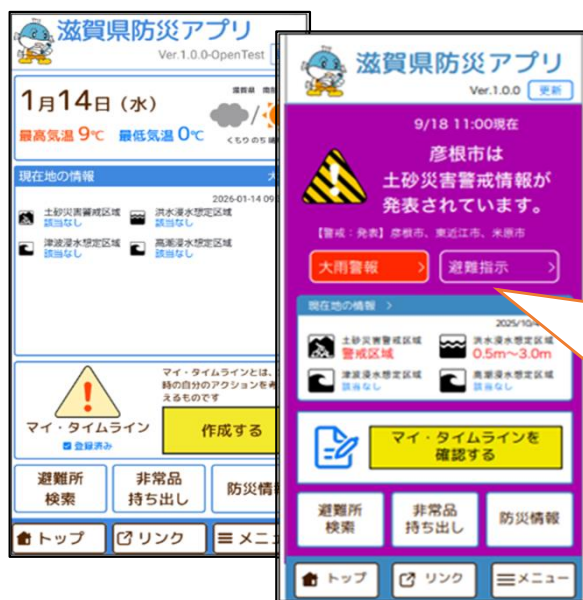 滋賀県防災アプリ
Ver.1.0.0-OpenTest
1月14日（水）
最高気温 9℃ 最低気温 0℃
滋賀県 南部
くもり のち 晴
現在地の情報
大
2026-01-14 09
土砂災害警戒区域
該当なし
洪水浸水想定区域
該当なし
津波浸水想定区域
該当なし
高潮浸水想定区域
該当なし
マイ・タイムライン
登録済み
マイ・タイムラインとは、
時の自分のアクションを考
えるものです
作成する
避難所
検索
非常品
持ち出し
防災情
トップ
リンク
メニ
滋賀県防災アプリ
Ver.1.0.0
更新
9/18 11:00現在
彦根市は
土砂災害警戒情報が
発表されています。
【警戒：発表】彦根市、東近江市、米原市
大雨警報 >
避難指示 >
現在地の情報 >
2025/10/
土砂災害警戒区域
警戒区域
洪水浸水想定区域
0.5m～3.0m
津波浸水想定区域
該当なし
高潮浸水想定区域
該当なし
マイ・タイムラインを
確認する
避難所
検索
非常品
持ち出し
防災情報
トップ
リンク
メニュー